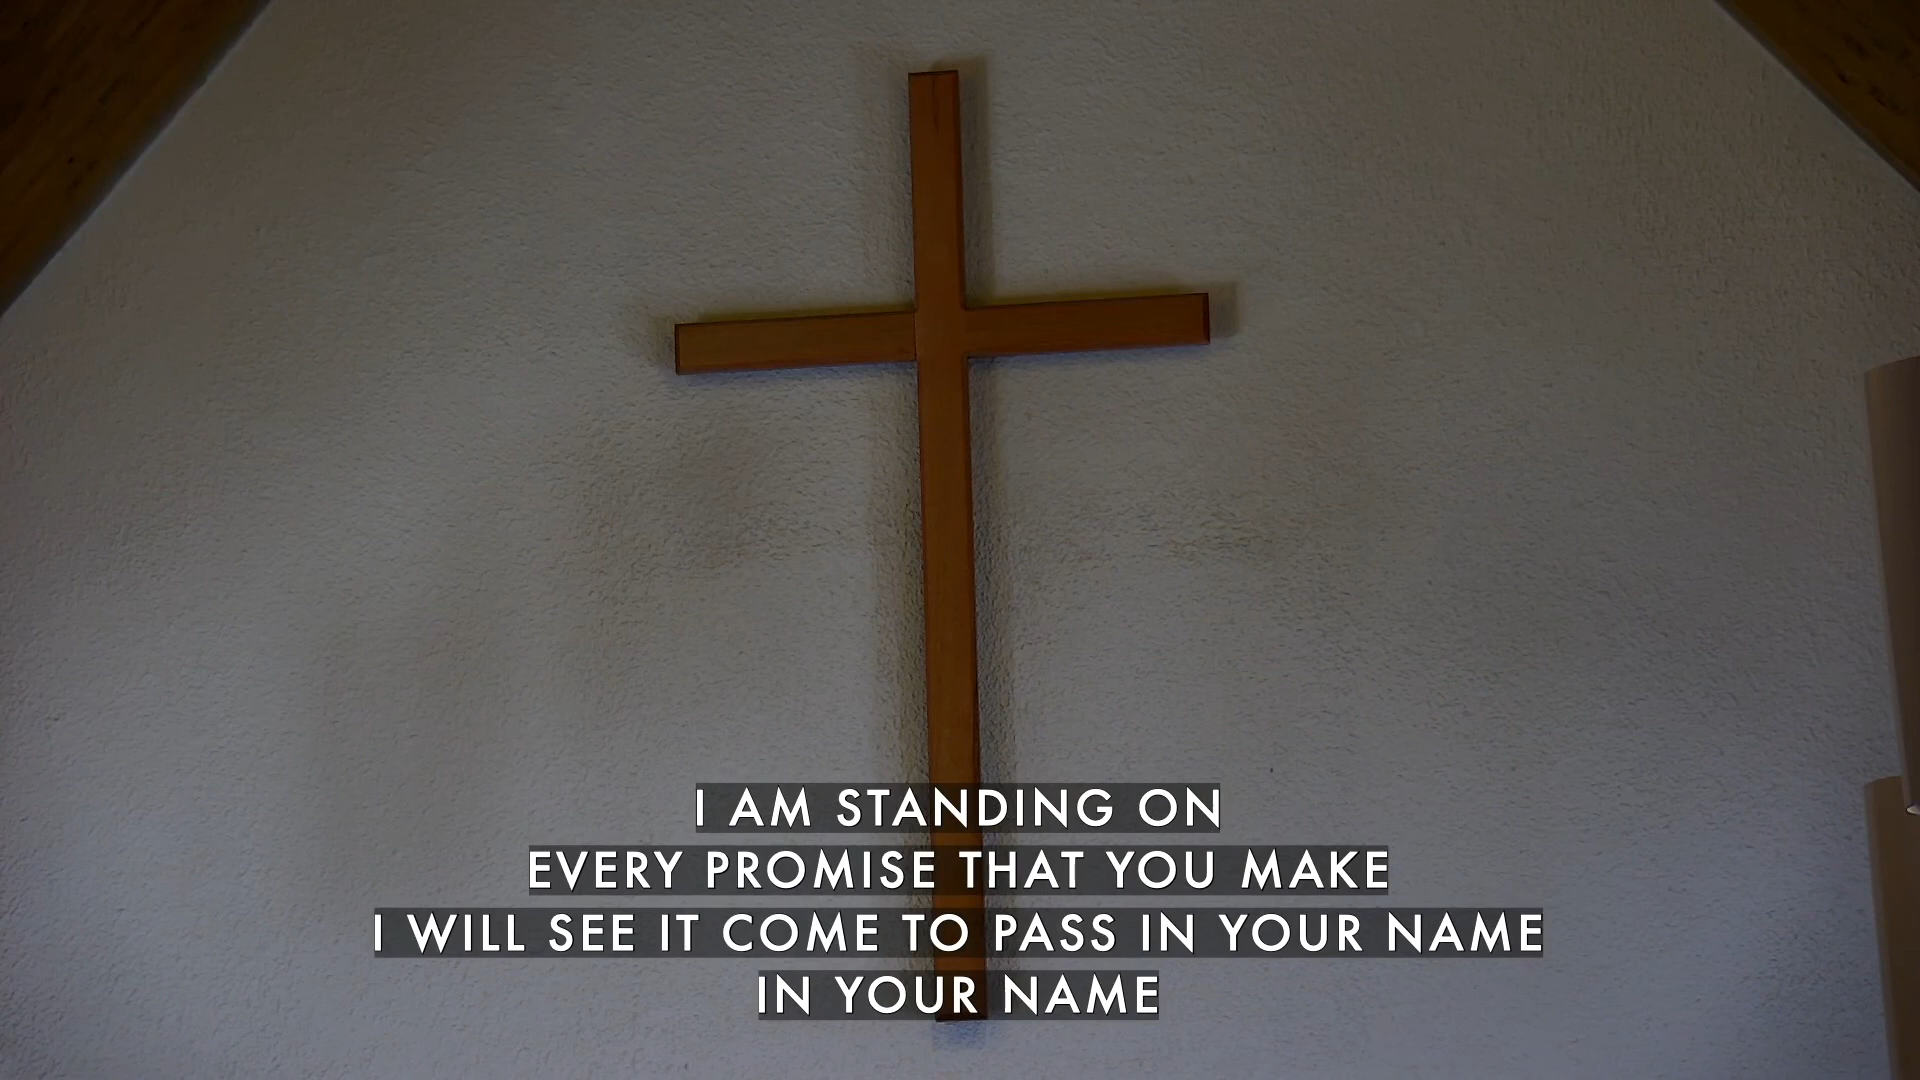 I AM STANDING ON
EVERY PROMISE THAT YOU MAKE
I WILL SEE IT COME TO PASS IN YOUR NAME
IN YOUR NAME